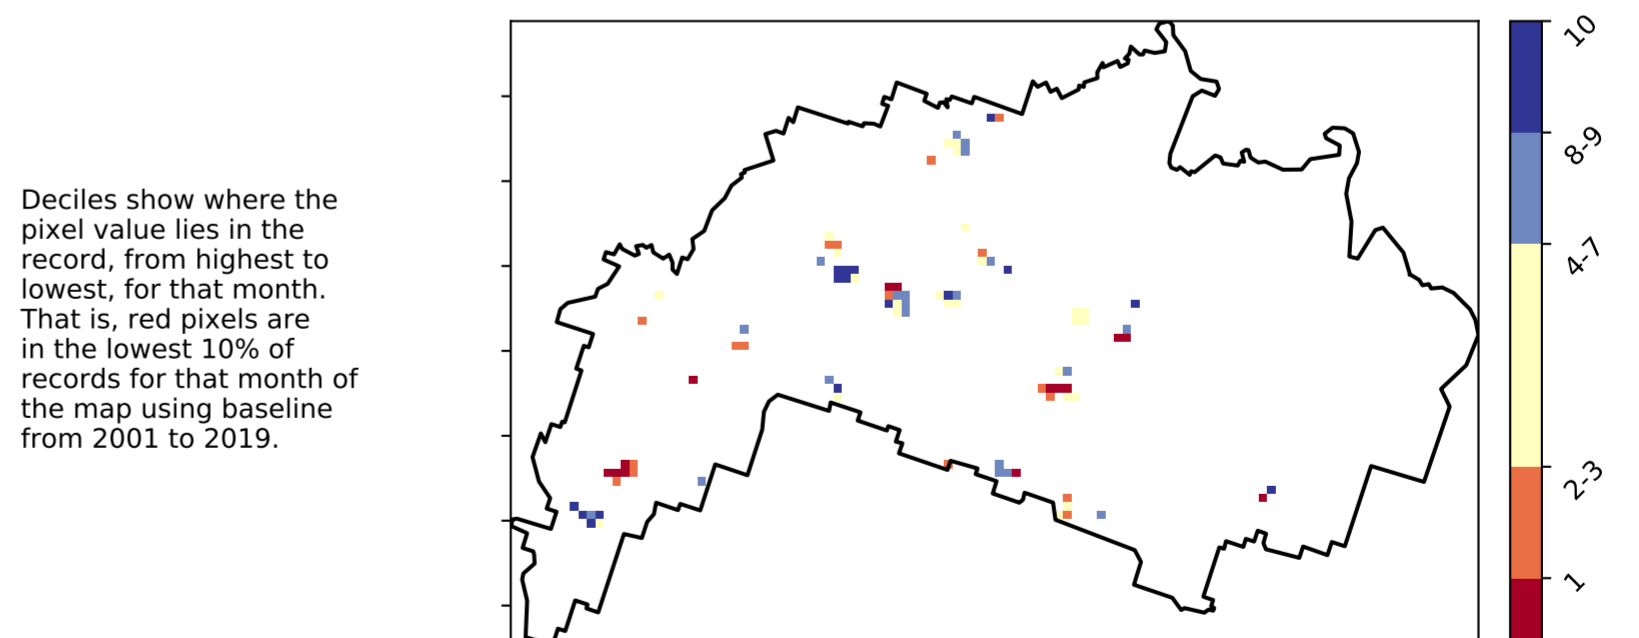 Deciles show where the
pixel value lies in the
record, from highest to
lowest, for that month.
That is, red pixels are
in the lowest 10% of
records for that month of
the map using baseline
from 2001 to 2019.
10
8-9
4-7
2-3
1